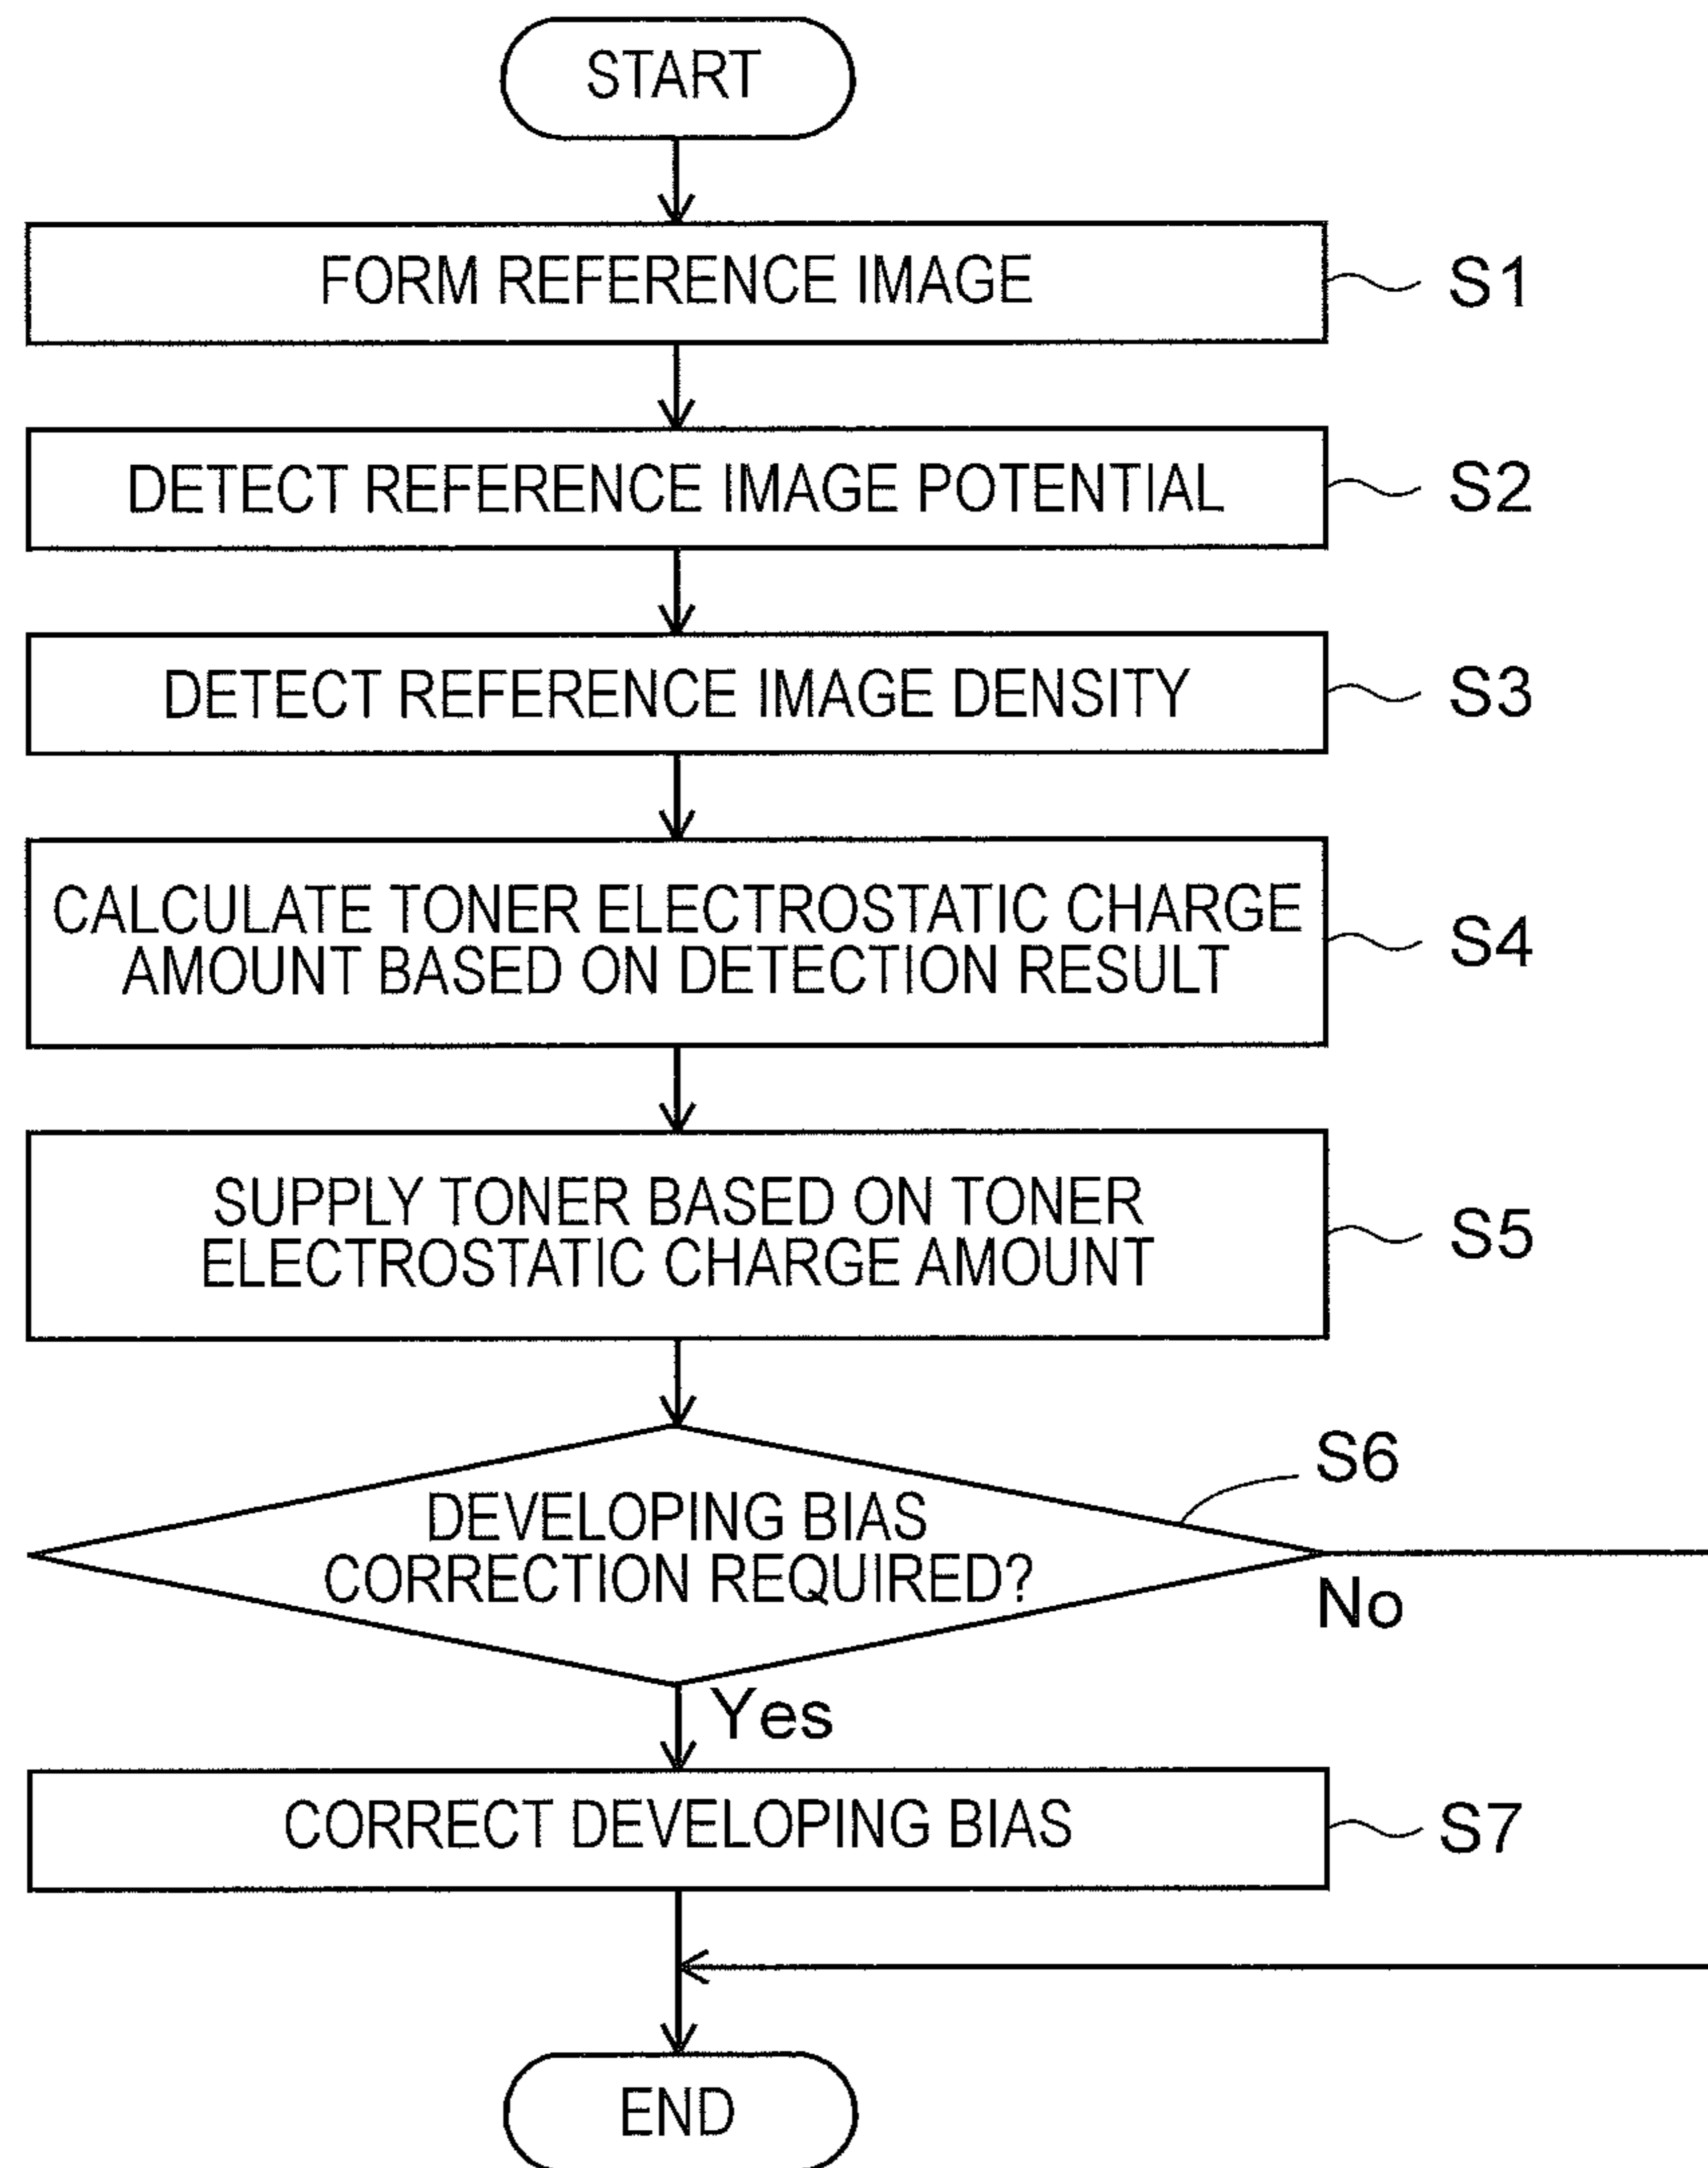 START
FORM REFERENCE IMAGE
S1
DETECT REFERENCE IMAGE POTENTIAL
S2
DETECT REFERENCE IMAGE DENSITY
S3
CALCULATE TONER ELECTROSTATIC CHARGE
AMOUNT BASED ON DETECTION RESULT
S4
SUPPLY TONER BASED ON TONER
ELECTROSTATIC CHARGE AMOUNT
S5
S6
DEVELOPING BIAS
CORRECTION REQUIRED?
No
Yes
CORRECT DEVELOPING BIAS
S7
END